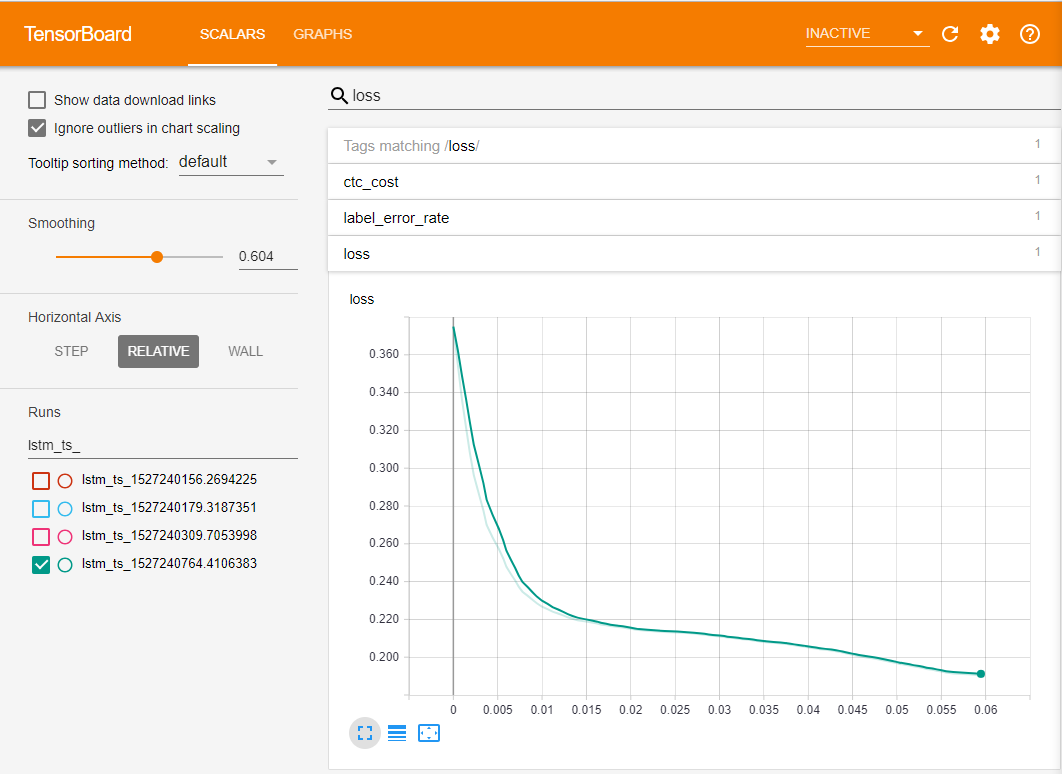 TensorBoard SCALARS GRAPHS INACTIVE
Show data download links
Ignore outliers in chart scaling
Tooltip sorting method: default
Smoothing
0.604
Horizontal Axis
STEP RELATIVE WALL
Runs
lstm_ts_
lstm_ts_1527240156.2694225
lstm_ts_1527240179.3187351
lstm_ts_1527240309.7053998
lstm_ts_1527240764.4106383
loss
Tags matching /loss/ 1
ctc_cost 1
label_error_rate 1
loss 1
loss
0.360
0.340
0.320
0.300
0.280
0.260
0.240
0.220
0.200
0 0.005 0.01 0.015 0.02 0.025 0.03 0.035 0.04 0.045 0.05 0.055 0.06